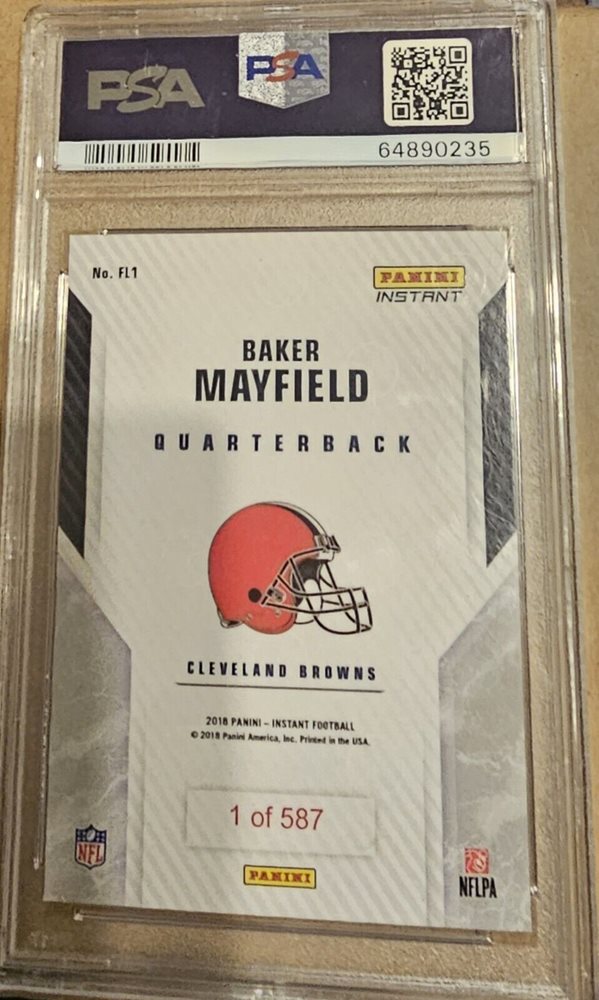 PSA
PSA
64890235
No. FL1
PANINI
INSTANT
BAKER
MAYFIELD
QUARTERBACK
CLEVELAND BROWNS
2018 PANINI – INSTANT FOOTBALL
© 2018 Panini America, Inc. Printed in the USA.
1 of 587
NFL
PANINI
NFLPA